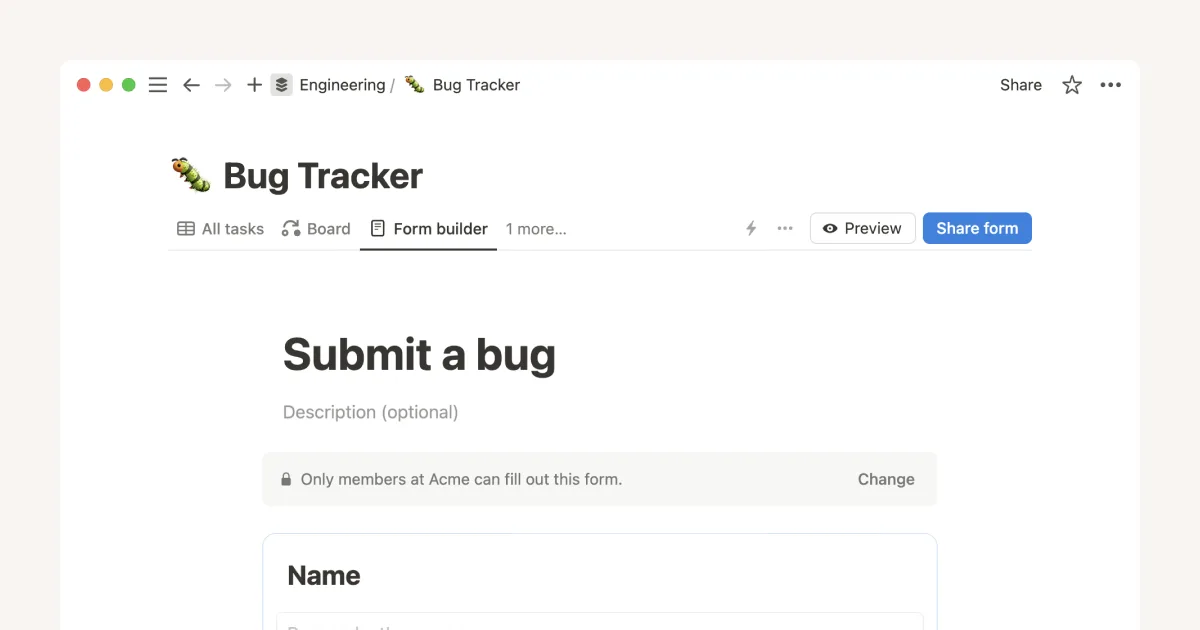 Engineering / Bug Tracker Share
Bug Tracker
All tasks Board Form builder 1 more... Preview Share form
Submit a bug
Description (optional)
Only members at Acme can fill out this form. Change
Name